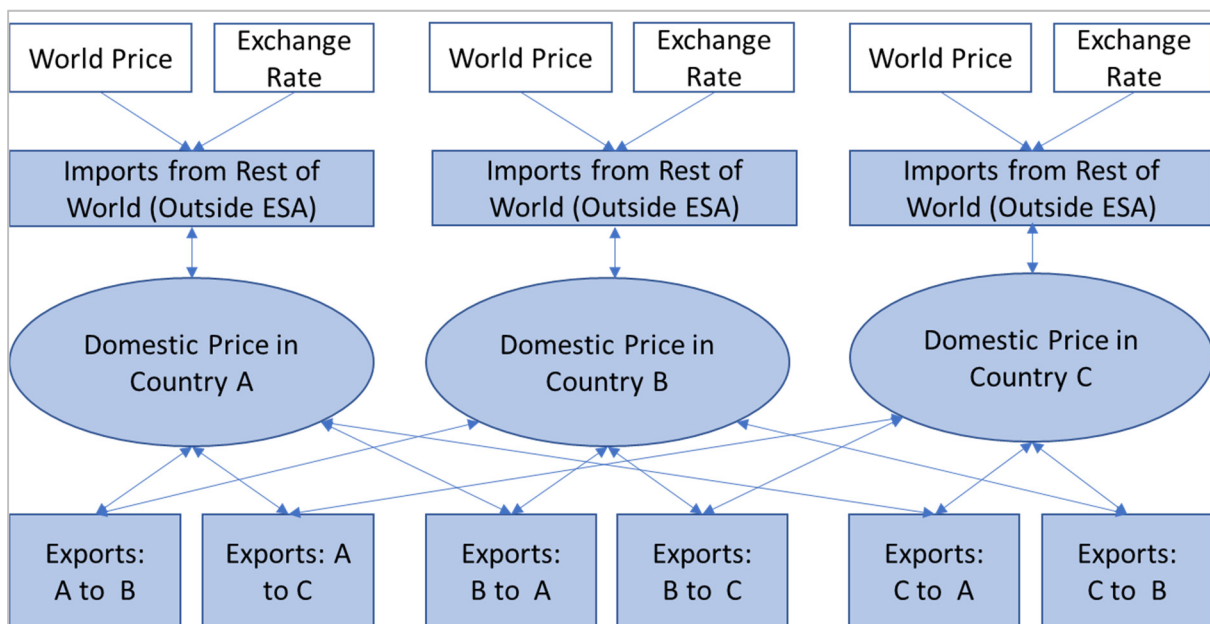 World Price
Exchange
Rate
World Price
Exchange
Rate
World Price
Exchange
Rate
Imports from Rest of
World (Outside ESA)
Imports from Rest of
World (Outside ESA)
Imports from Rest of
World (Outside ESA)
Domestic Price in
Country A
Domestic Price in
Country B
Domestic Price in
Country C
Exports:
A to B
Exports: A
to C
Exports:
B to A
Exports:
B to C
Exports:
C to A
Exports:
C to B